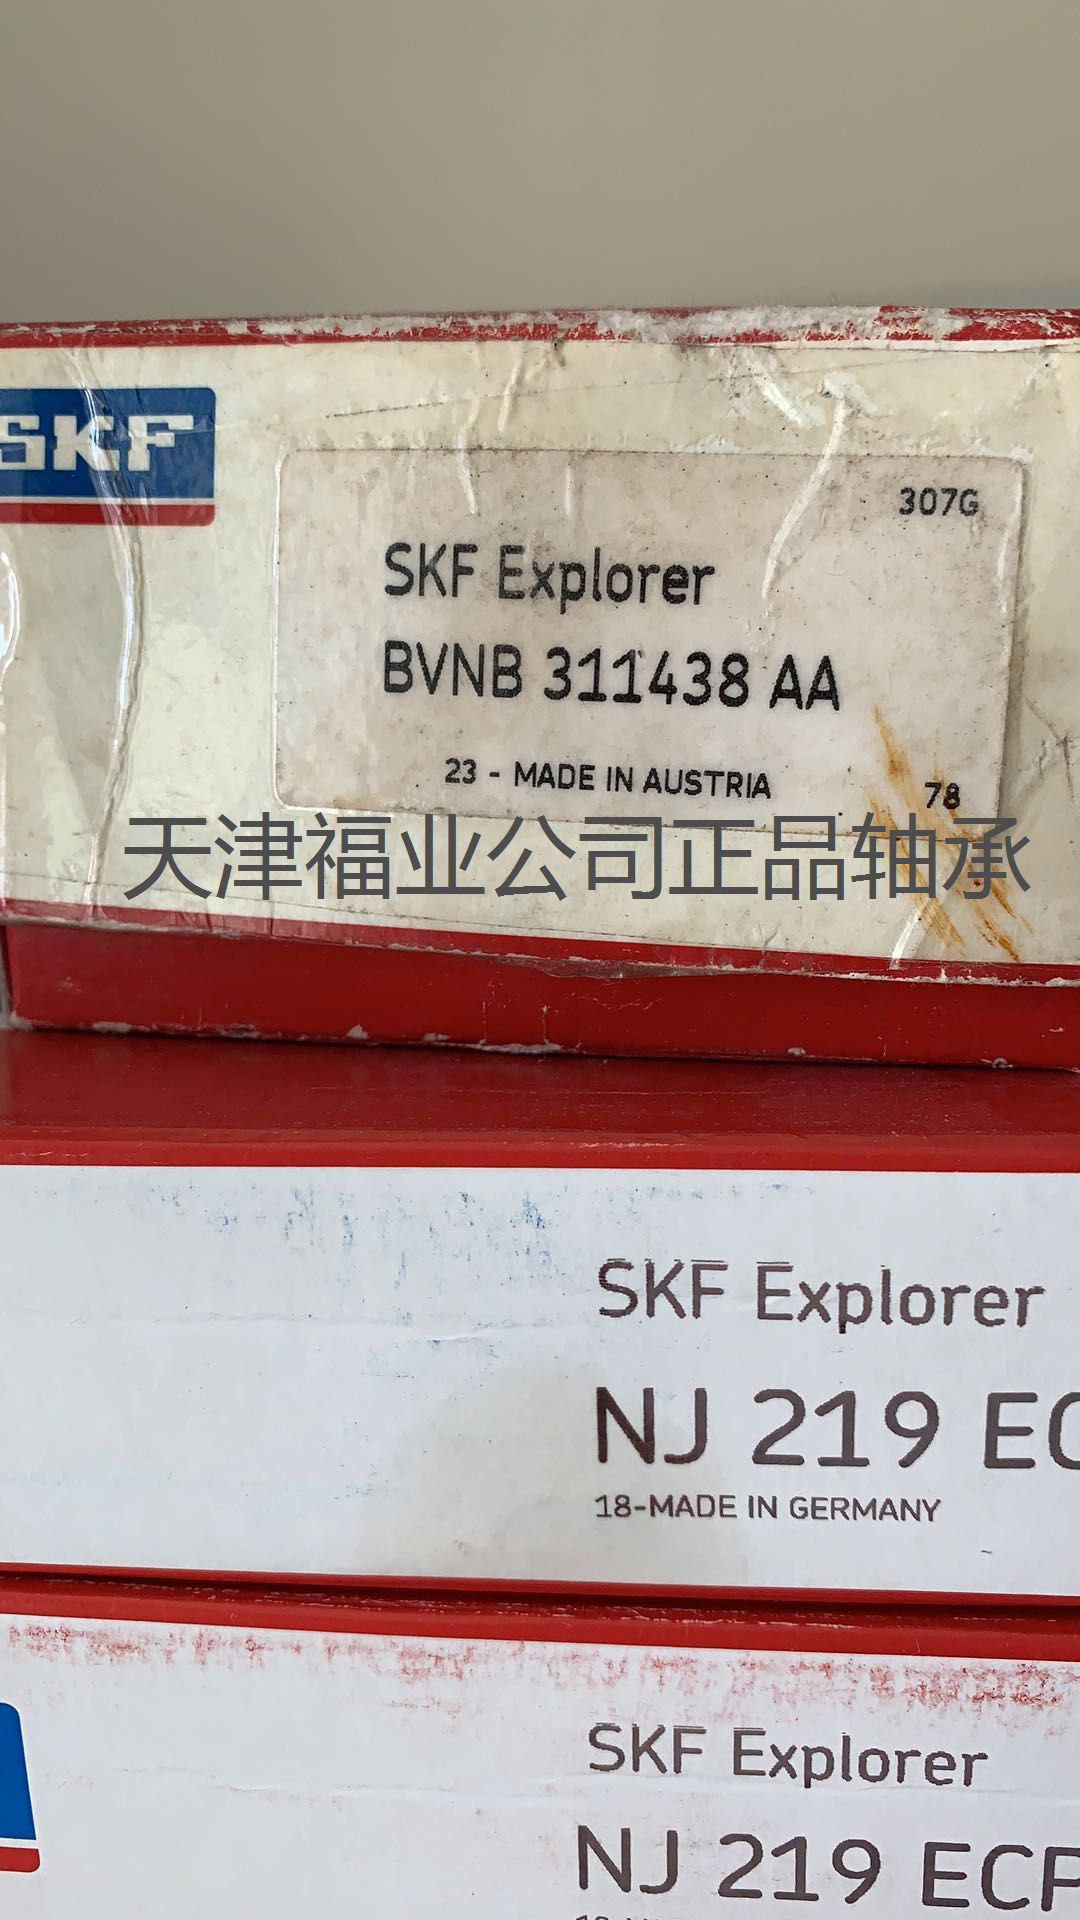 SKF
307G
SKF Explorer
BVNB 311438 AA
23 - MADE IN AUSTRIA
78
天津福业公司正品轴承
SKF Explorer
NJ 219 EC
18-MADE IN GERMANY
SKF Explorer
NJ 219 ECP